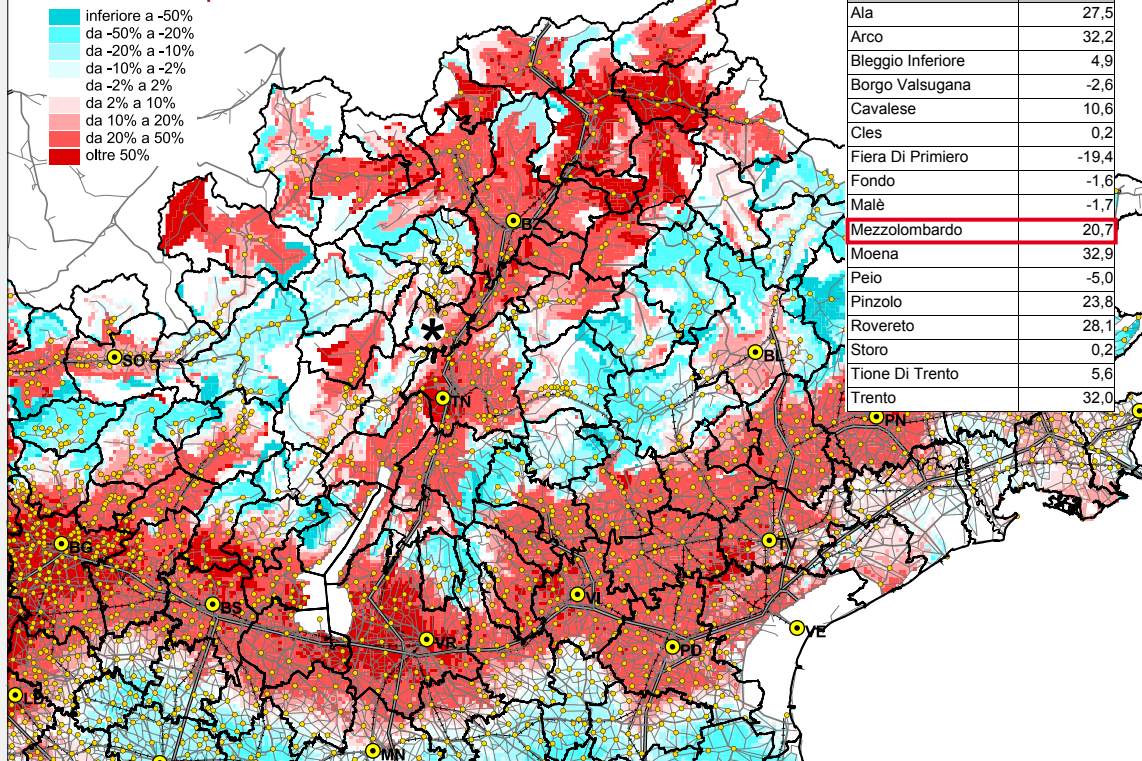 inferiore a -50%
da -50% a -20%
da -20% a -10%
da -10% a -2%
da -2% a 2%
da 2% a 10%
da 10% a 20%
da 20% a 50%
oltre 50%
Ala 27,5
Arco 32,2
Bleggio Inferiore 4,9
Borgo Valsugana -2,6
Cavalese 10,6
Cles 0,2
Fiera Di Primiero -19,4
Fondo -1,6
Malè -1,7
Mezzolombardo 20,7
Moena 32,9
Peio -5,0
Pinzolo 23,8
Rovereto 28,1
Storo 0,2
Tione Di Trento 5,6
Trento 32,0
BZ
*
SO
BL
TN
PN
BG
TV
BS
VI
VE
VR
PD
MN